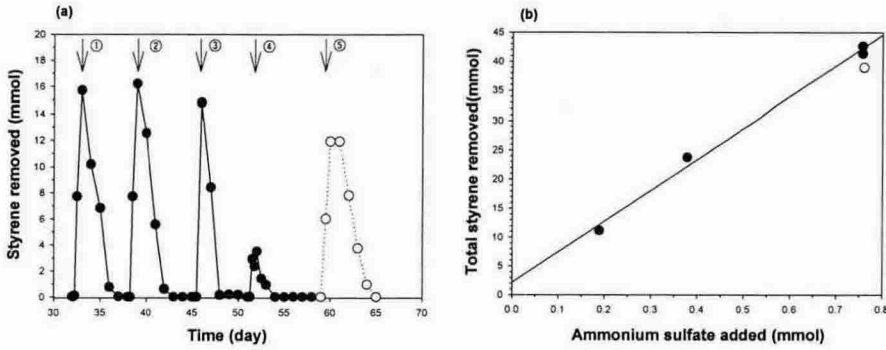 (a)
① ② ③ ④ ⑤
20
18
16
14
12
10
8
6
4
2
0
Styrene removed (mmol)
30 35 40 45 50 55 60 65 70
Time (day)
(b)
45
40
35
30
25
20
15
10
5
0
Total styrene removed(mmol)
0.0 0.1 0.2 0.3 0.4 0.5 0.6 0.7 0.8
Ammonium sulfate added (mmol)